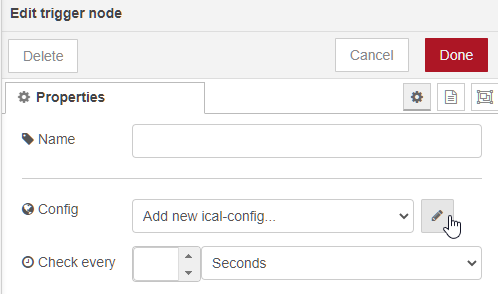 Edit trigger node
Delete
Cancel
Done
Properties
Name
Config
Add new ical-config...
Check every
Seconds